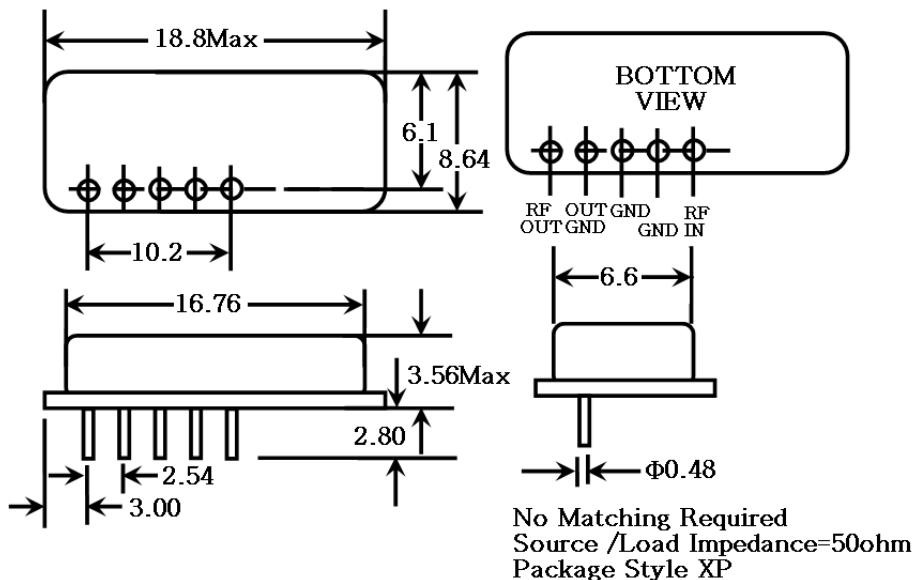 18.8Max
6.1
8.64
10.2
BOTTOM
VIEW
RF
OUT
OUT
GND
GND
GND
RF
IN
16.76
3.56Max
2.80
2.54
3.00
6.6
Φ0.48
No Matching Required
Source /Load Impedance=50ohm
Package Style XP